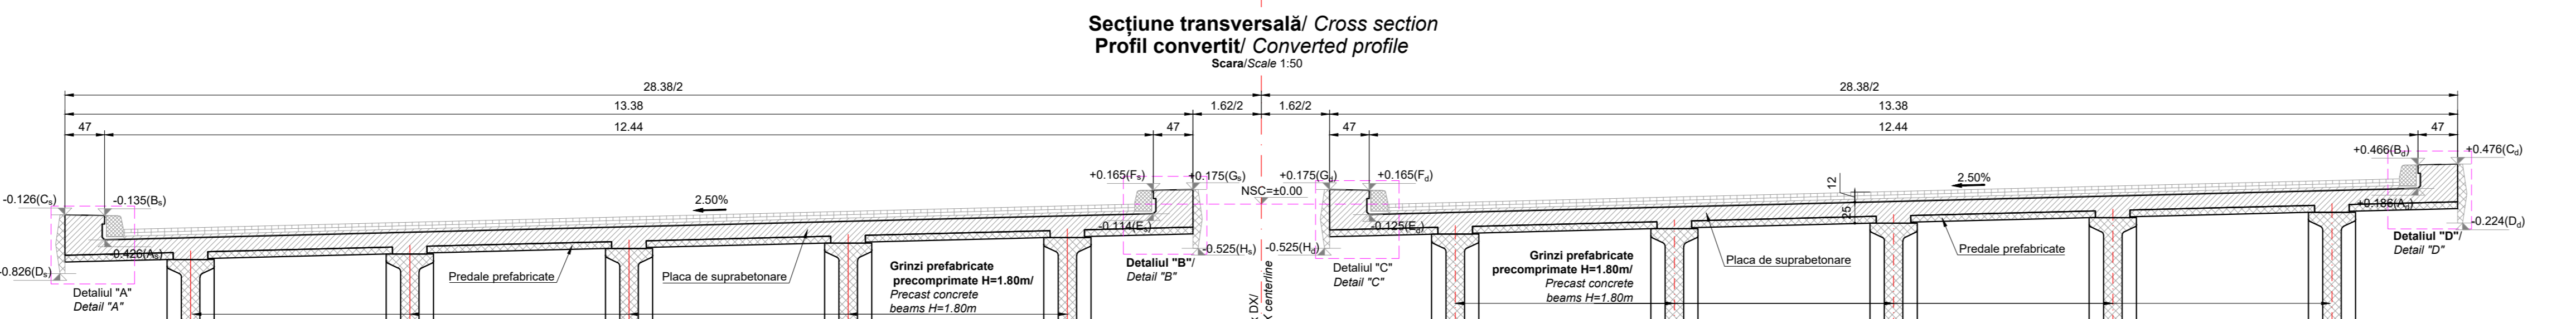 Secțiune transversală/ Cross section
Profil convertit/ Converted profile
Scara/Scale 1:50
28.38/2
28.38/2
13.38
1.62/2
1.62/2
13.38
47
12.44
47
47
12.44
47
-0.126(Cs)
-0.135(Bs)
2.50%
+0.165(Fs)
+0.175(Gs)
NSC=±0.00
+0.175(Gd)
+0.165(Fd)
12
25
2.50%
+0.466(Bd)
+0.476(Cd)
-0.426(As)
-0.826(Ds)
-0.114(Es)
-0.525(Hs)
-0.525(Hd)
-0.125(Ed)
+0.186(Ad)
-0.224(Dd)
Detaliul "A"
Detail "A"
Predale prefabricate
Placa de suprabetonare
Grinzi prefabricate
precomprimate H=1.80m/
Precast concrete
beams H=1.80m
Detaliul "B"/
Detail "B"
DX/
centerline
Detaliul "C"
Detail "C"
Grinzi prefabricate
precomprimate H=1.80m/
Precast concrete
beams H=1.80m
Placa de suprabetonare
Predale prefabricate
Detaliul "D"/
Detail "D"